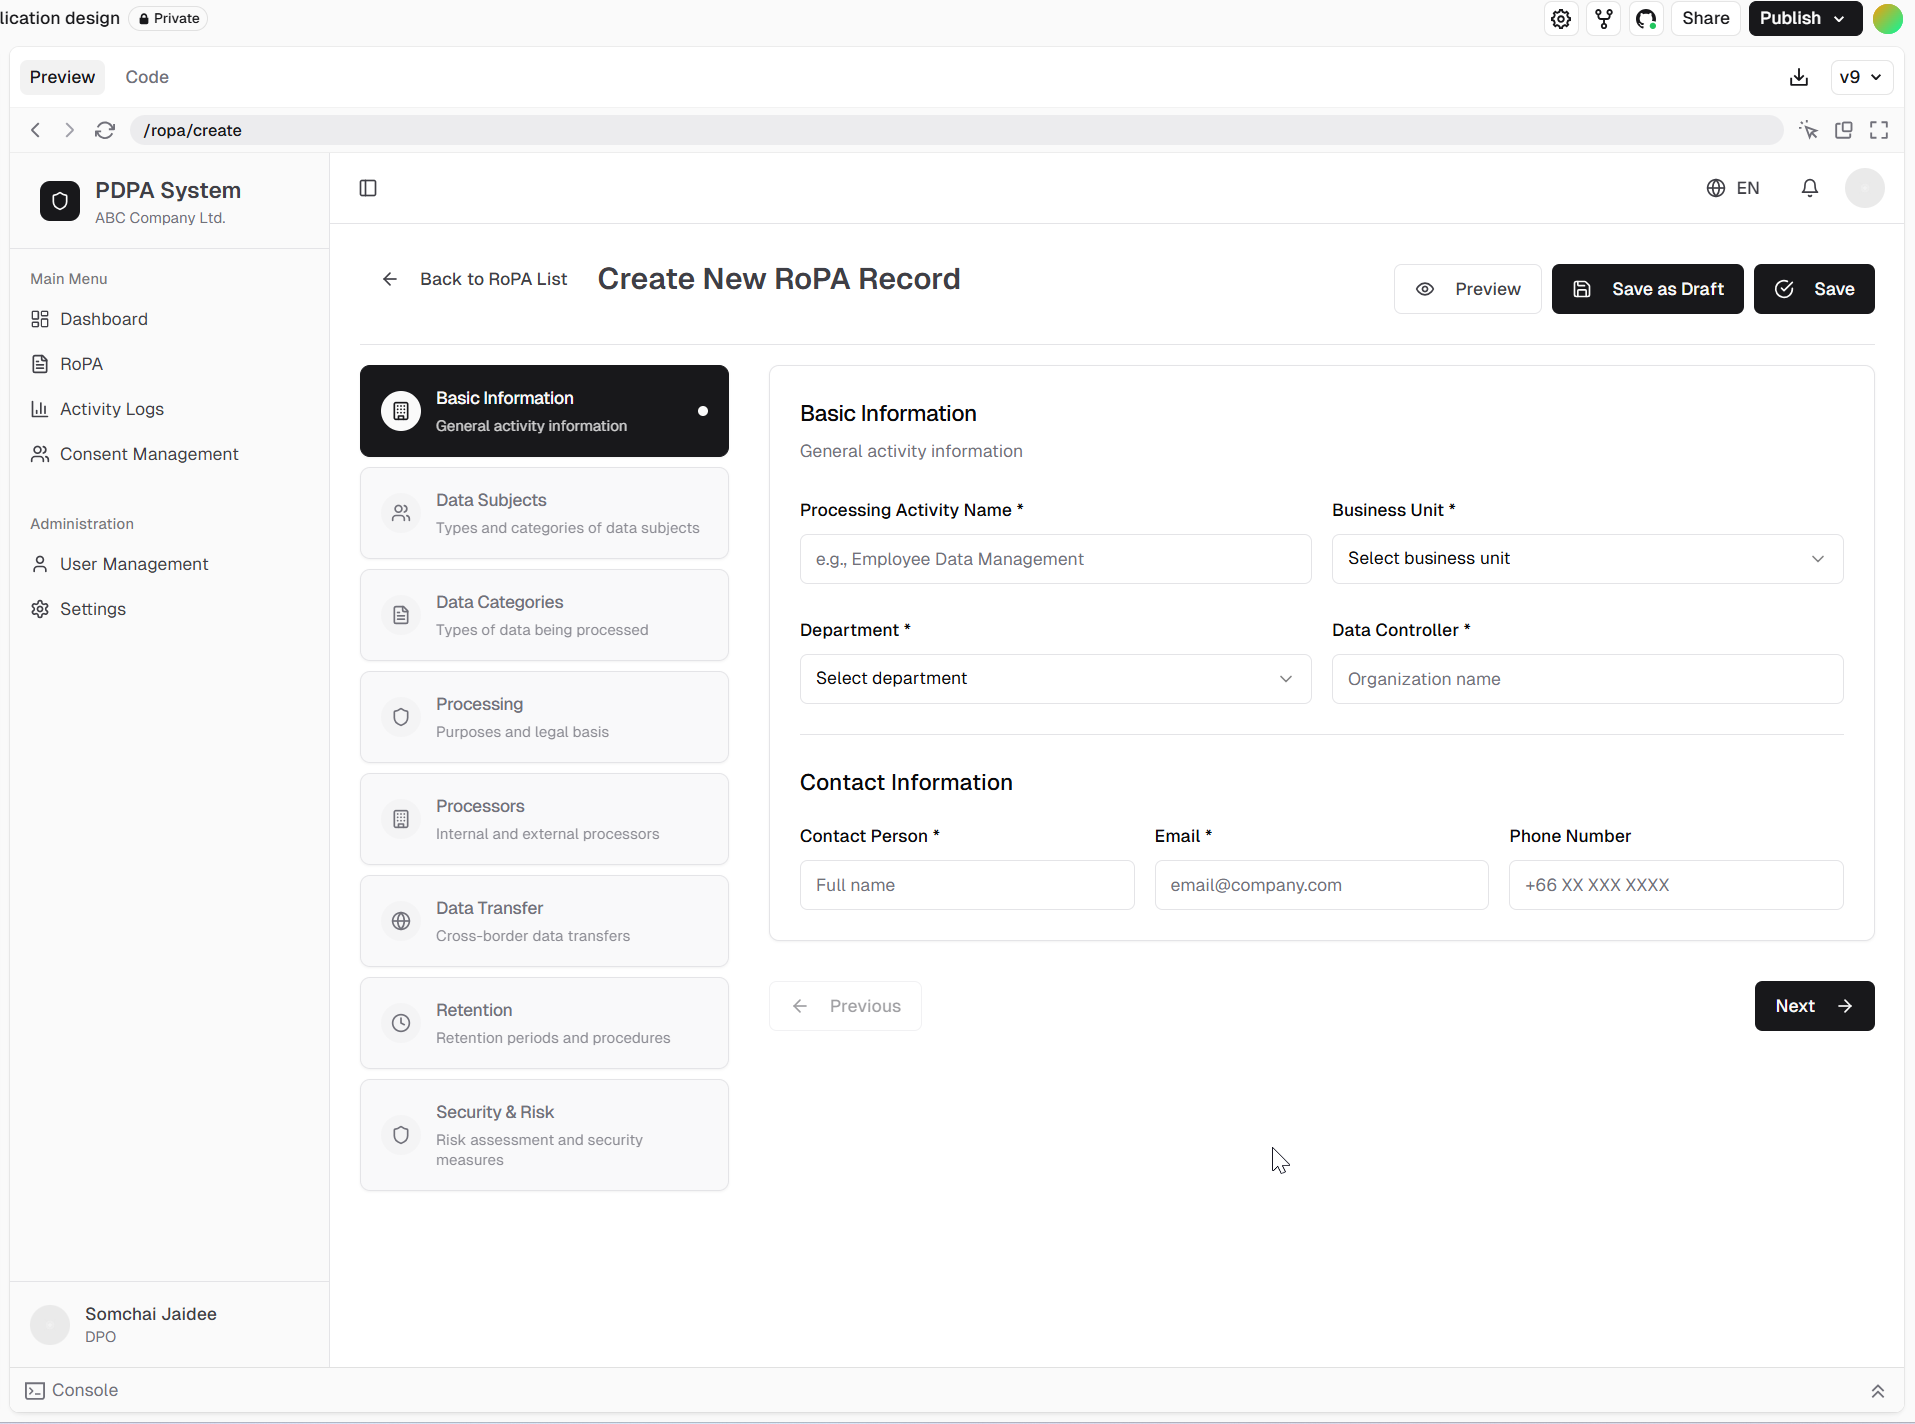 lication design
Private
Share
Publish
Preview
Code
v9
/ropa/create
PDPA System
ABC Company Ltd.
EN
Main Menu
Dashboard
RoPA
Activity Logs
Consent Management
Administration
User Management
Settings
Back to RoPA List
Create New RoPA Record
Preview
Save as Draft
Save
Basic Information
General activity information
Data Subjects
Types and categories of data subjects
Data Categories
Types of data being processed
Processing
Purposes and legal basis
Processors
Internal and external processors
Data Transfer
Cross-border data transfers
Retention
Retention periods and procedures
Security & Risk
Risk assessment and security
measures
Basic Information
General activity information
Processing Activity Name *
Business Unit *
e.g., Employee Data Management
Select business unit
Department *
Data Controller *
Select department
Organization name
Contact Information
Contact Person *
Email *
Phone Number
Full name
email@company.com
+66 XX XXX XXXX
Previous
Next
Somchai Jaidee
DPO
Console